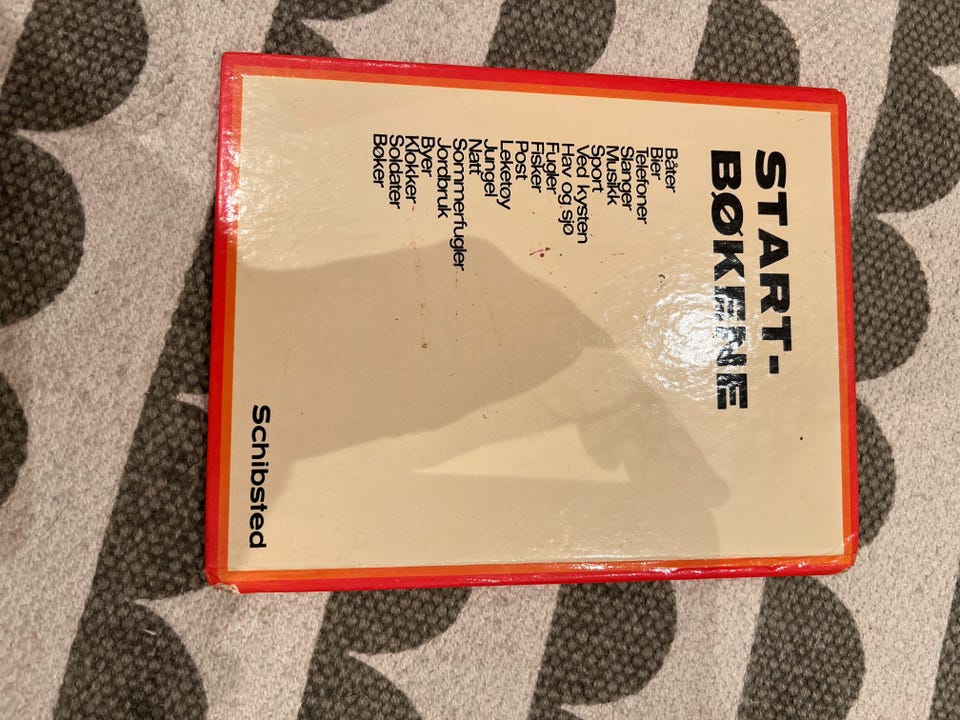 START-
BØKENE
Båter
Bier
Telefoner
Slanger
Musikk
Sport
Ved kysten
Hav og sjø
Fugler
Fisker
Post
Leketøy
Jungel
Natt
Sommerfugler
Jordbruk
Byer
Klokker
Soldater
Bøker
Schibsted